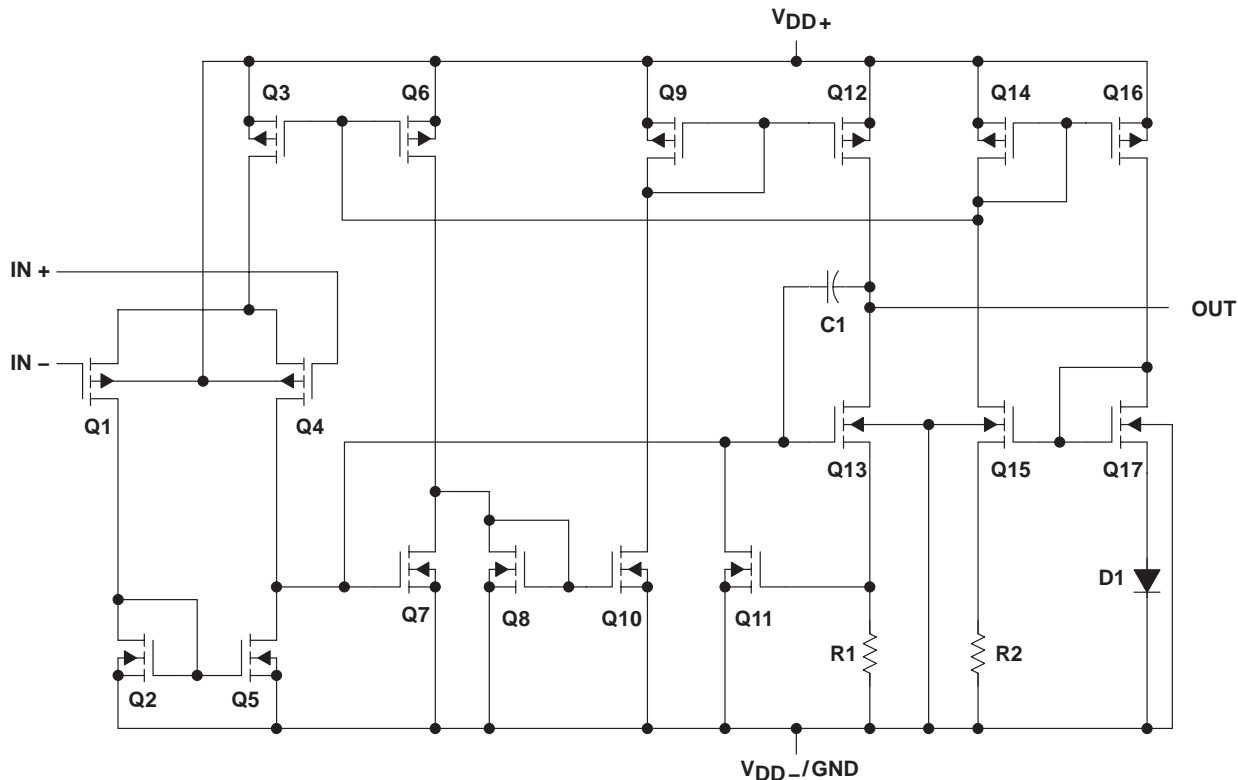 VDD+
Q3
Q6
Q9
Q12
Q14
Q16
IN +
IN −
C1
OUT
Q1
Q4
Q13
Q15
Q17
Q7
Q8
Q10
Q11
D1
R1
R2
Q2
Q5
VDD−/GND